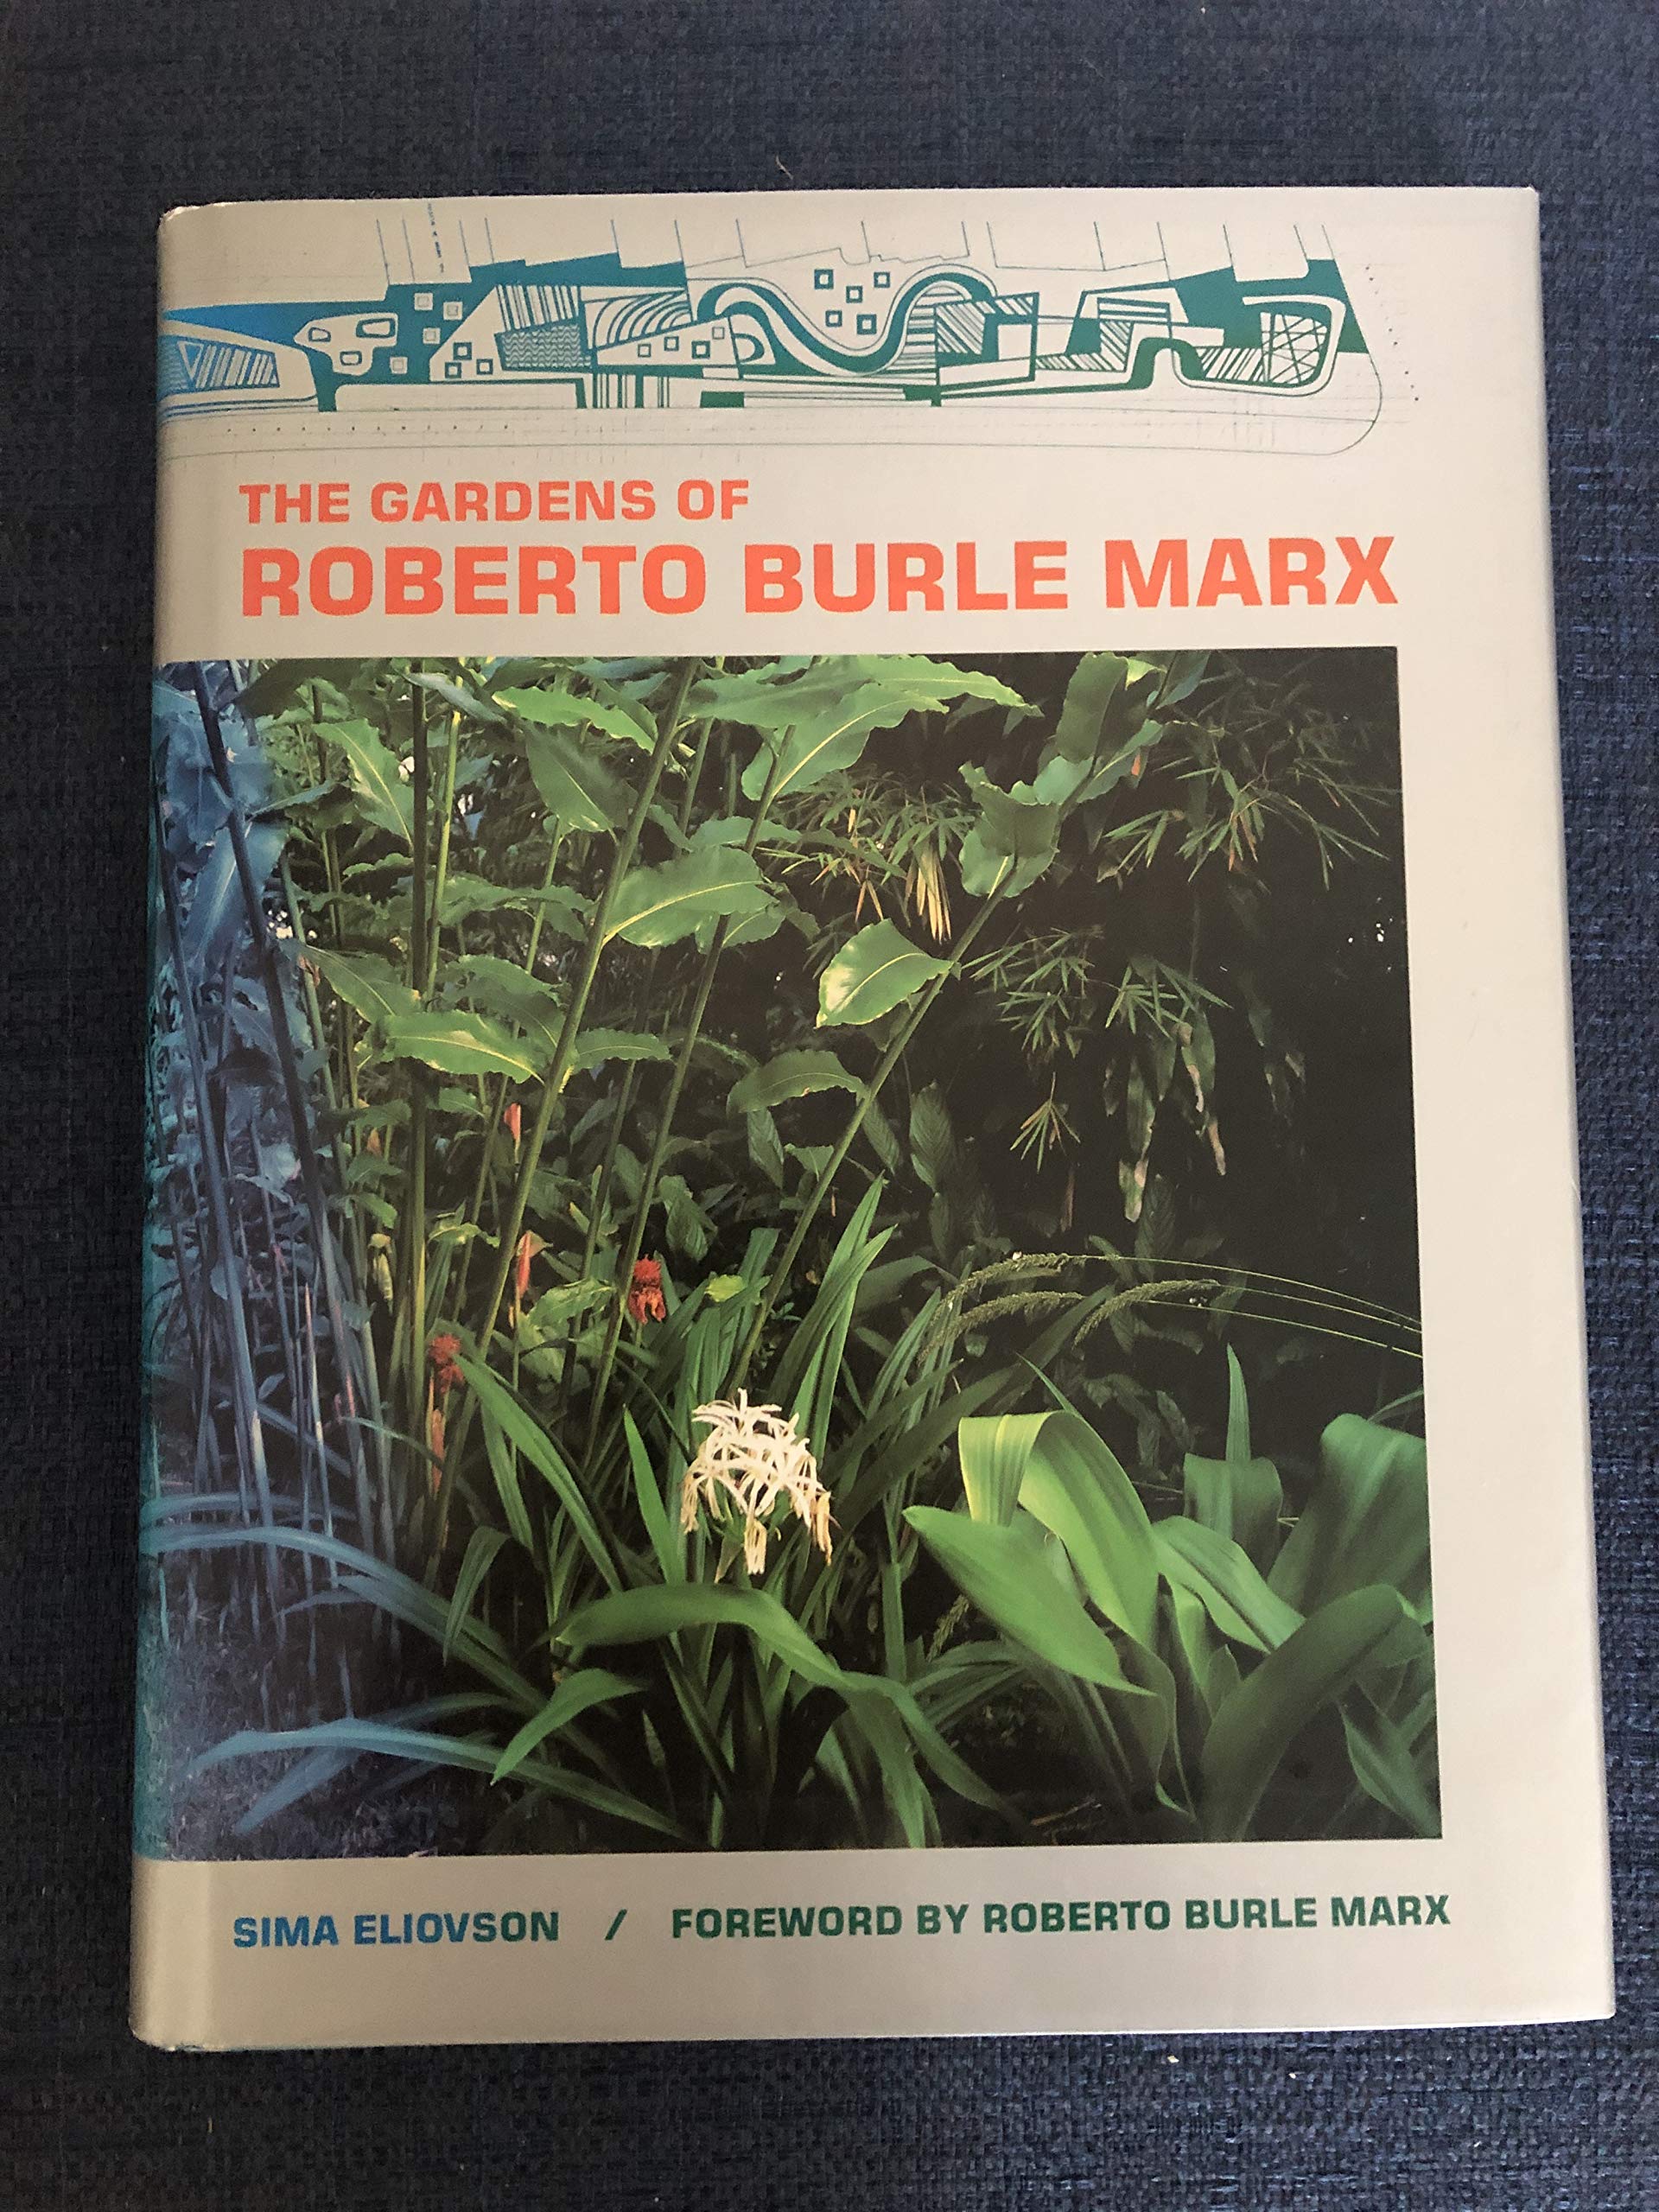 THE GARDENS OF
ROBERTO BURLE MARX
SIMA ELIOVSON / FOREWORD BY ROBERTO BURLE MARX